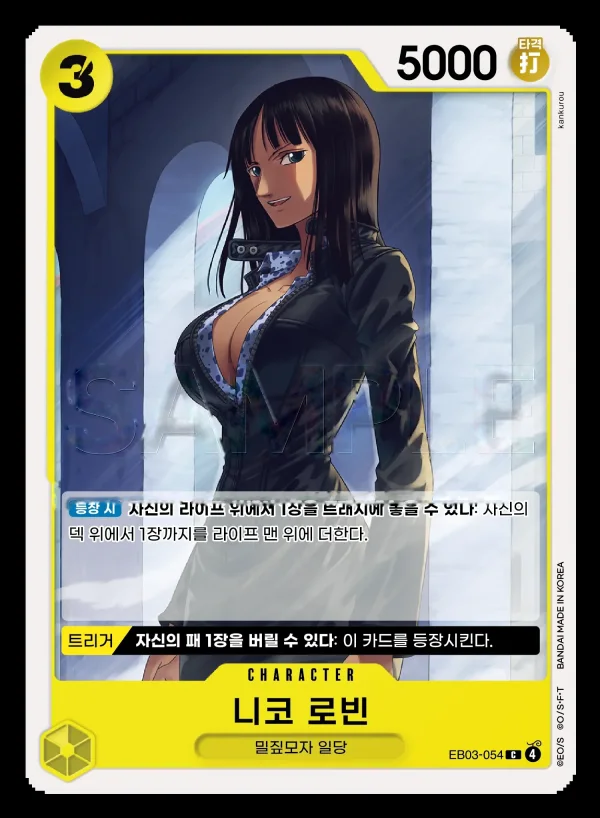 3
5000
타격
打
kankurou
SAMPLE
등장 시 자신의 라이프 위에서 1장을 트래시에 놓을 수 있다: 자신의
덱 위에서 1장까지를 라이프 맨 위에 더한다.
트리거 자신의 패 1장을 버릴 수 있다: 이 카드를 등장시킨다.
CHARACTER
니코 로빈
밀짚모자 일당
EB03-054 C 4
©EO/S ©O/S·F·T BANDAI MADE IN KOREA